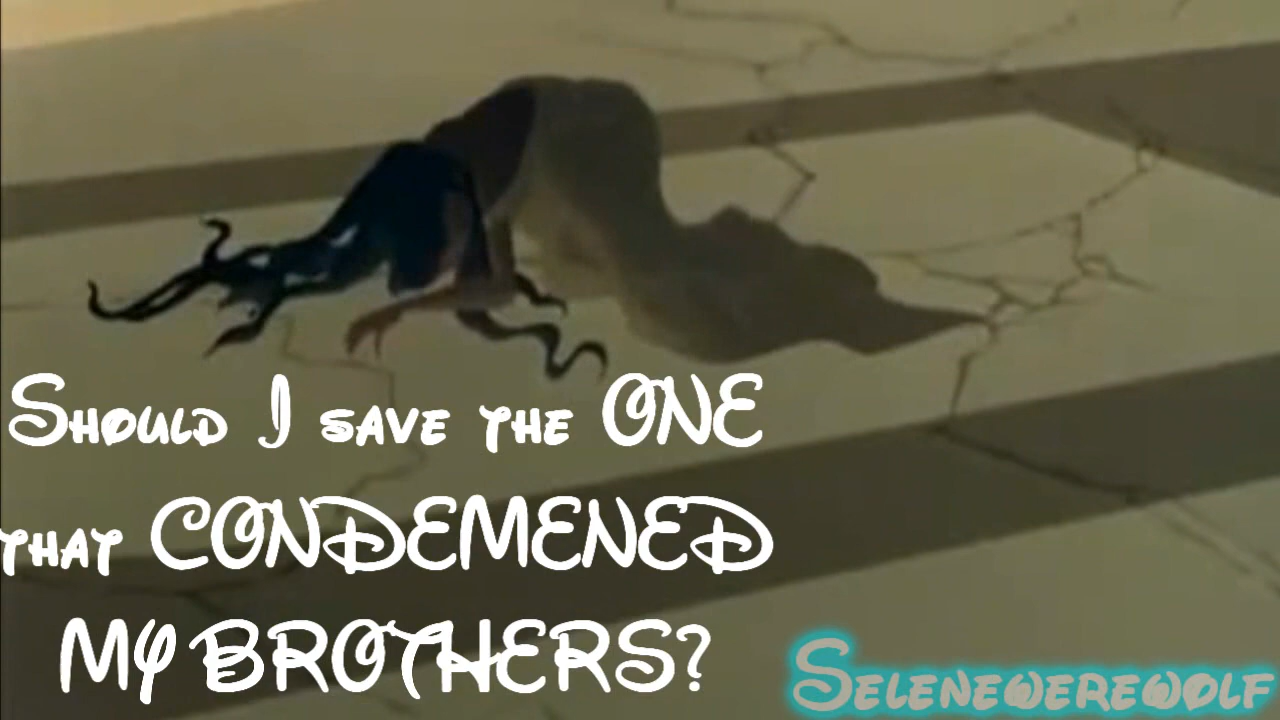 Should I save the ONE
that CONDEMENED
MY BROTHERS?
Selenewerewolf